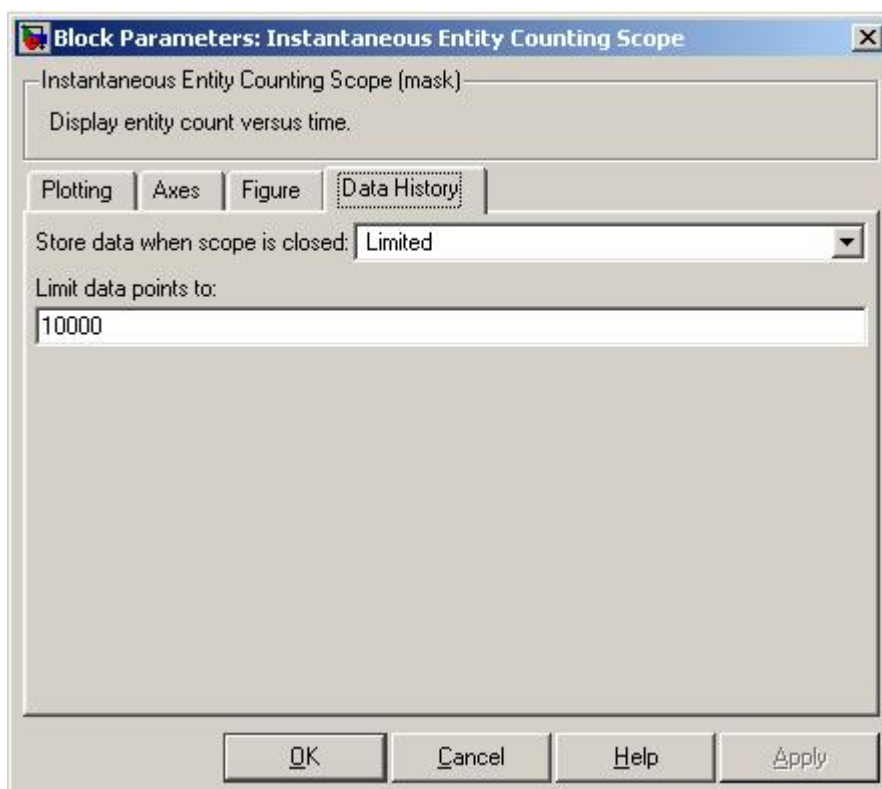 Block Parameters: Instantaneous Entity Counting Scope
Instantaneous Entity Counting Scope (mask)
Display entity count versus time.
Plotting Axes Figure Data History
Store data when scope is closed: Limited
Limit data points to:
10000
OK Cancel Help Apply